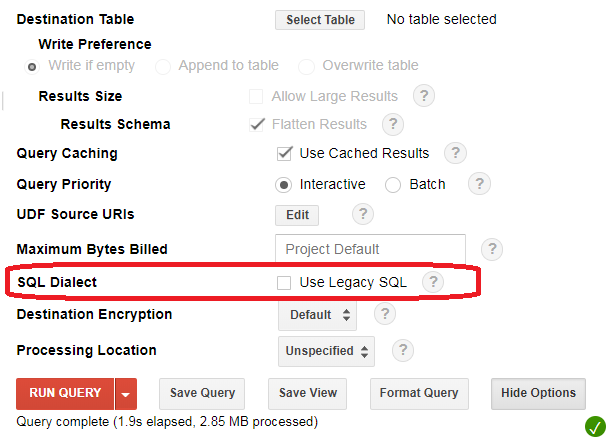 Destination Table Select Table No table selected
Write Preference
Write if empty Append to table Overwrite table
Results Size Allow Large Results ?
Results Schema Flatten Results ?
Query Caching Use Cached Results ?
Query Priority Interactive Batch ?
UDF Source URIs Edit ?
Maximum Bytes Billed Project Default ?
SQL Dialect Use Legacy SQL ?
Destination Encryption Default ?
Processing Location Unspecified ?
RUN QUERY Save Query Save View Format Query Hide Options
Query complete (1.9s elapsed, 2.85 MB processed)